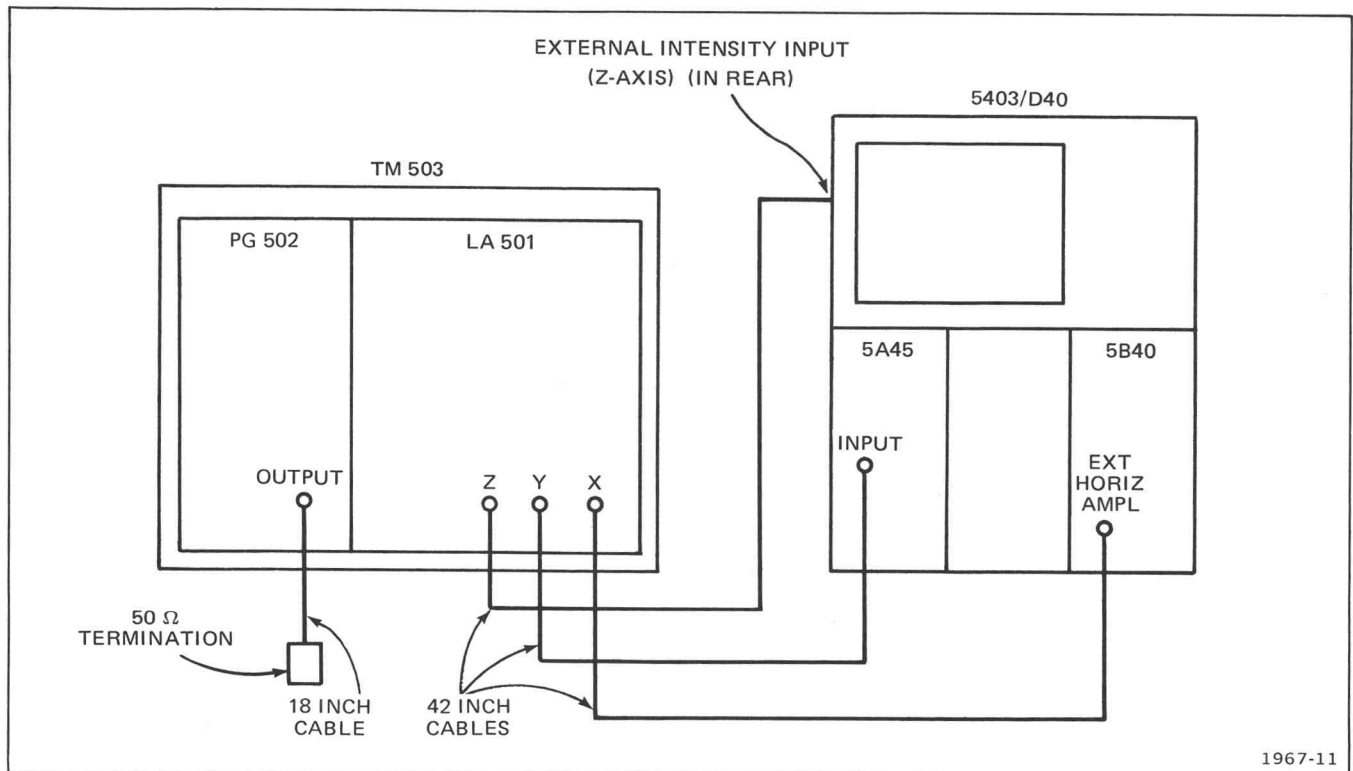 EXTERNAL INTENSITY INPUT
(Z-AXIS) (IN REAR)
5403/D40
TM 503
PG 502
LA 501
5A45
5B40
INPUT
EXT
HORIZ
AMPL
OUTPUT
Z
Y
X
50 Ω
TERMINATION
18 INCH
CABLE
42 INCH
CABLES
1967-11